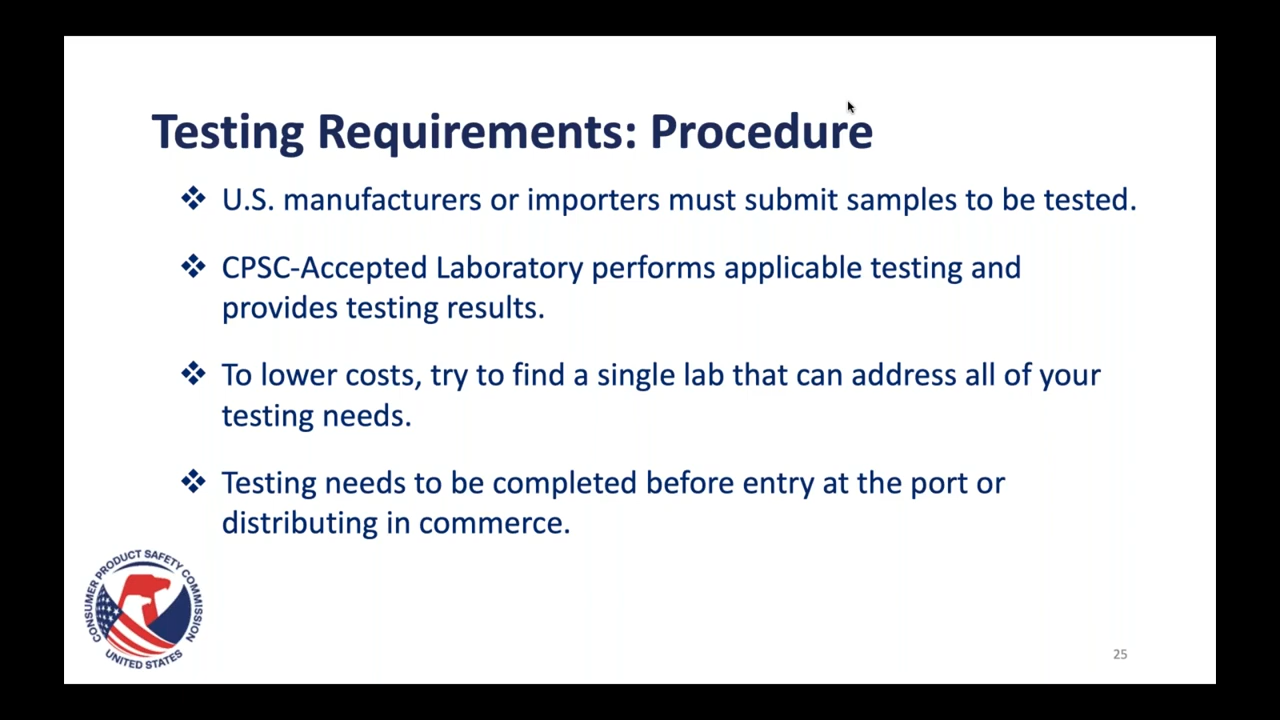 Testing Requirements: Procedure
❖ U.S. manufacturers or importers must submit samples to be tested.
❖ CPSC-Accepted Laboratory performs applicable testing and
provides testing results.
❖ To lower costs, try to find a single lab that can address all of your
testing needs.
❖ Testing needs to be completed before entry at the port or
distributing in commerce.
CONSUMER PRODUCT SAFETY COMMISSION
UNITED STATES
25